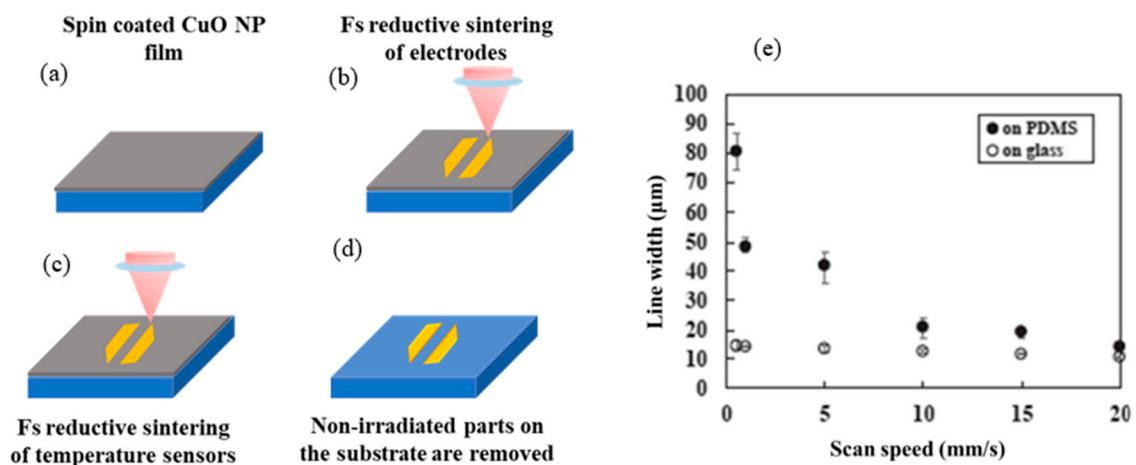 Spin coated CuO NP
film
(a)
Fs reductive sintering
of electrodes
(b)
(c)
Fs reductive sintering
of temperature sensors
(d)
Non-irradiated parts on
the substrate are removed
(e)
100
90
80
70
60
50
40
30
20
10
0
Line width (μm)
on PDMS
on glass
0
5
10
15
20
Scan speed (mm/s)